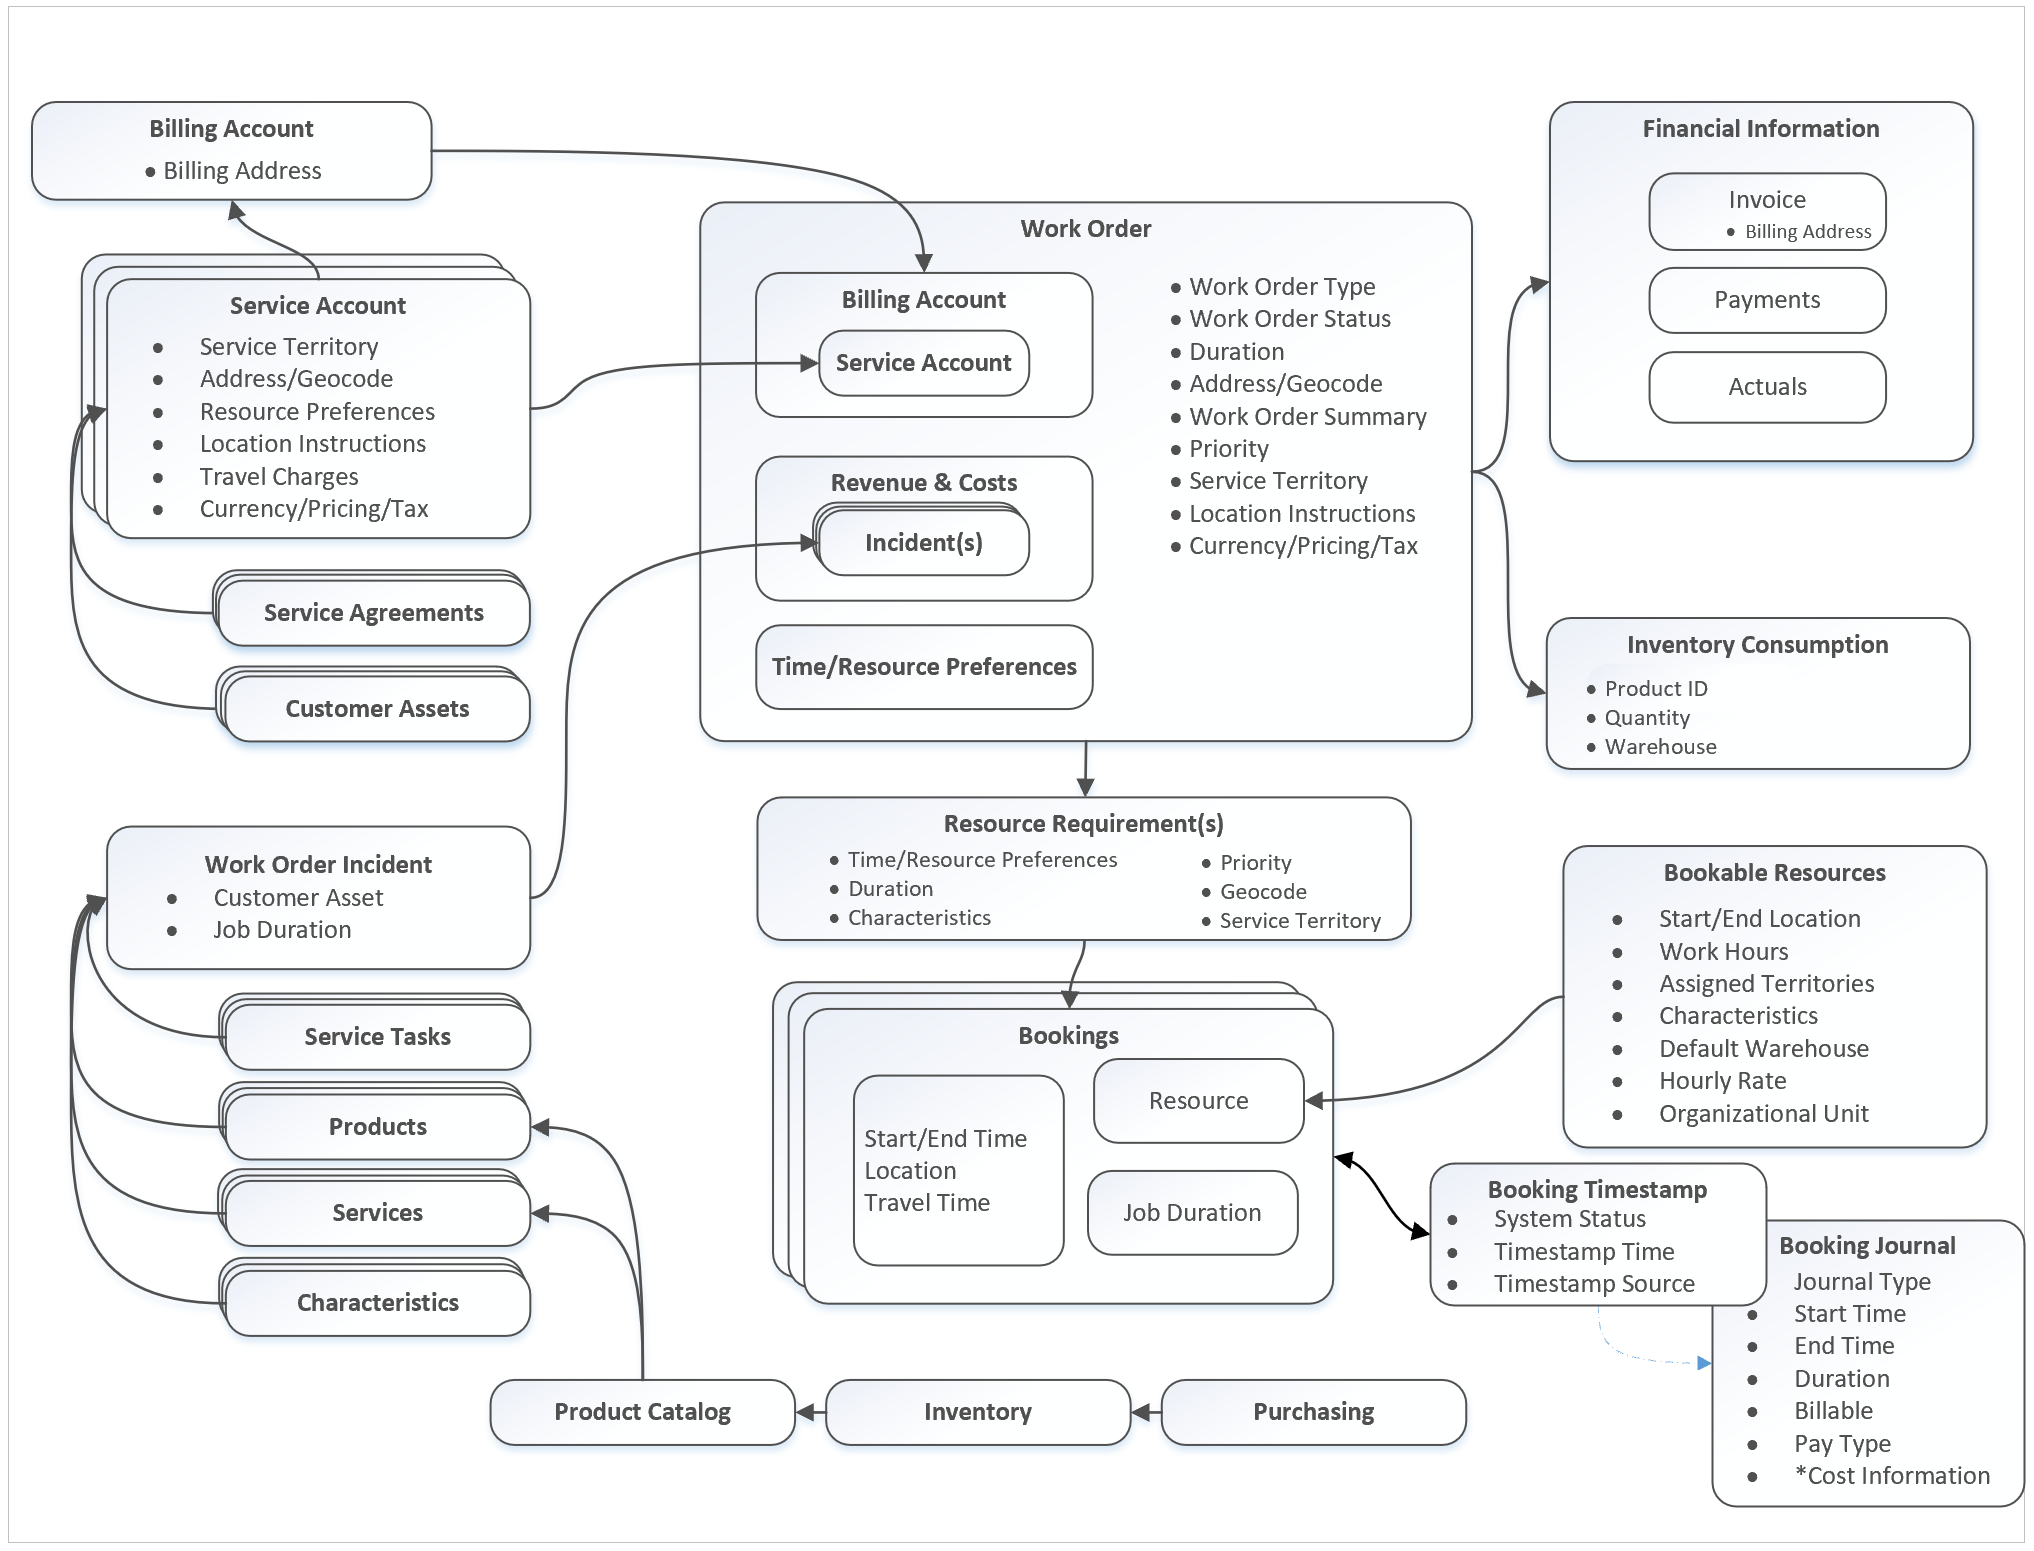 Billing Account
• Billing Address
Service Account
• Service Territory
• Address/Geocode
• Resource Preferences
• Location Instructions
• Travel Charges
• Currency/Pricing/Tax
Service Agreements
Customer Assets
Work Order Incident
• Customer Asset
• Job Duration
Service Tasks
Products
Services
Characteristics
Product Catalog
Inventory
Purchasing
Work Order
Billing Account
Service Account
Revenue & Costs
Incident(s)
Time/Resource Preferences
• Work Order Type
• Work Order Status
• Duration
• Address/Geocode
• Work Order Summary
• Priority
• Service Territory
• Location Instructions
• Currency/Pricing/Tax
Resource Requirement(s)
• Time/Resource Preferences
• Duration
• Characteristics
• Priority
• Geocode
• Service Territory
Bookings
Start/End Time
Location
Travel Time
Resource
Job Duration
Financial Information
Invoice
• Billing Address
Payments
Actuals
Inventory Consumption
• Product ID
• Quantity
• Warehouse
Bookable Resources
• Start/End Location
• Work Hours
• Assigned Territories
• Characteristics
• Default Warehouse
• Hourly Rate
• Organizational Unit
Booking Timestamp
• System Status
• Timestamp Time
• Timestamp Source
Booking Journal
Journal Type
• Start Time
• End Time
• Duration
• Billable
• Pay Type
• *Cost Information